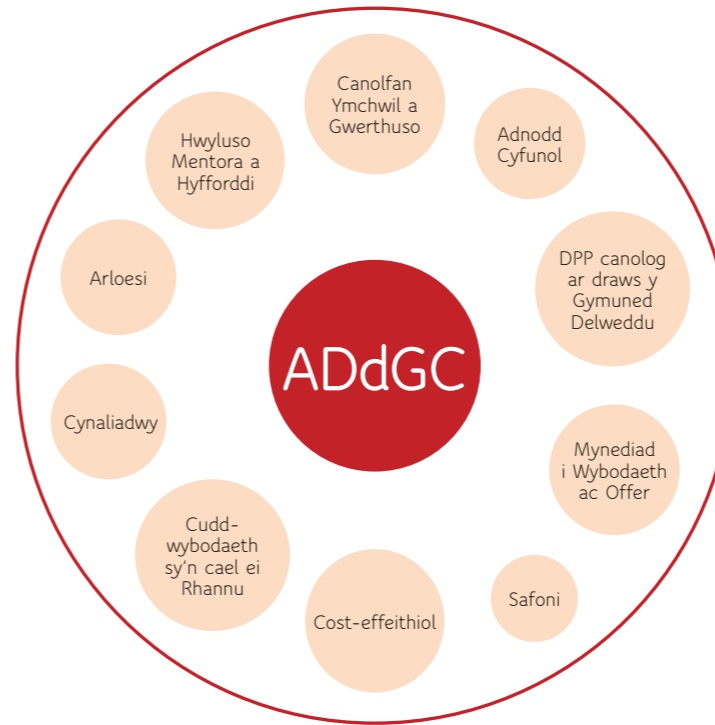 Canolfan
Ymchwil a
Gwerthuso
Adnodd
Cyfunol
DPP canolog
ar draws y
Gymuned
Delweddu
Mynediad
i Wybodaeth
ac Offer
Safoni
Cost-effeithiol
Cudd-
wybodaeth
sy'n cael ei
Rhannu
Cynaliadwy
Arloesi
Hwyluso
Mentora a
Hyfforddi
ADdGC